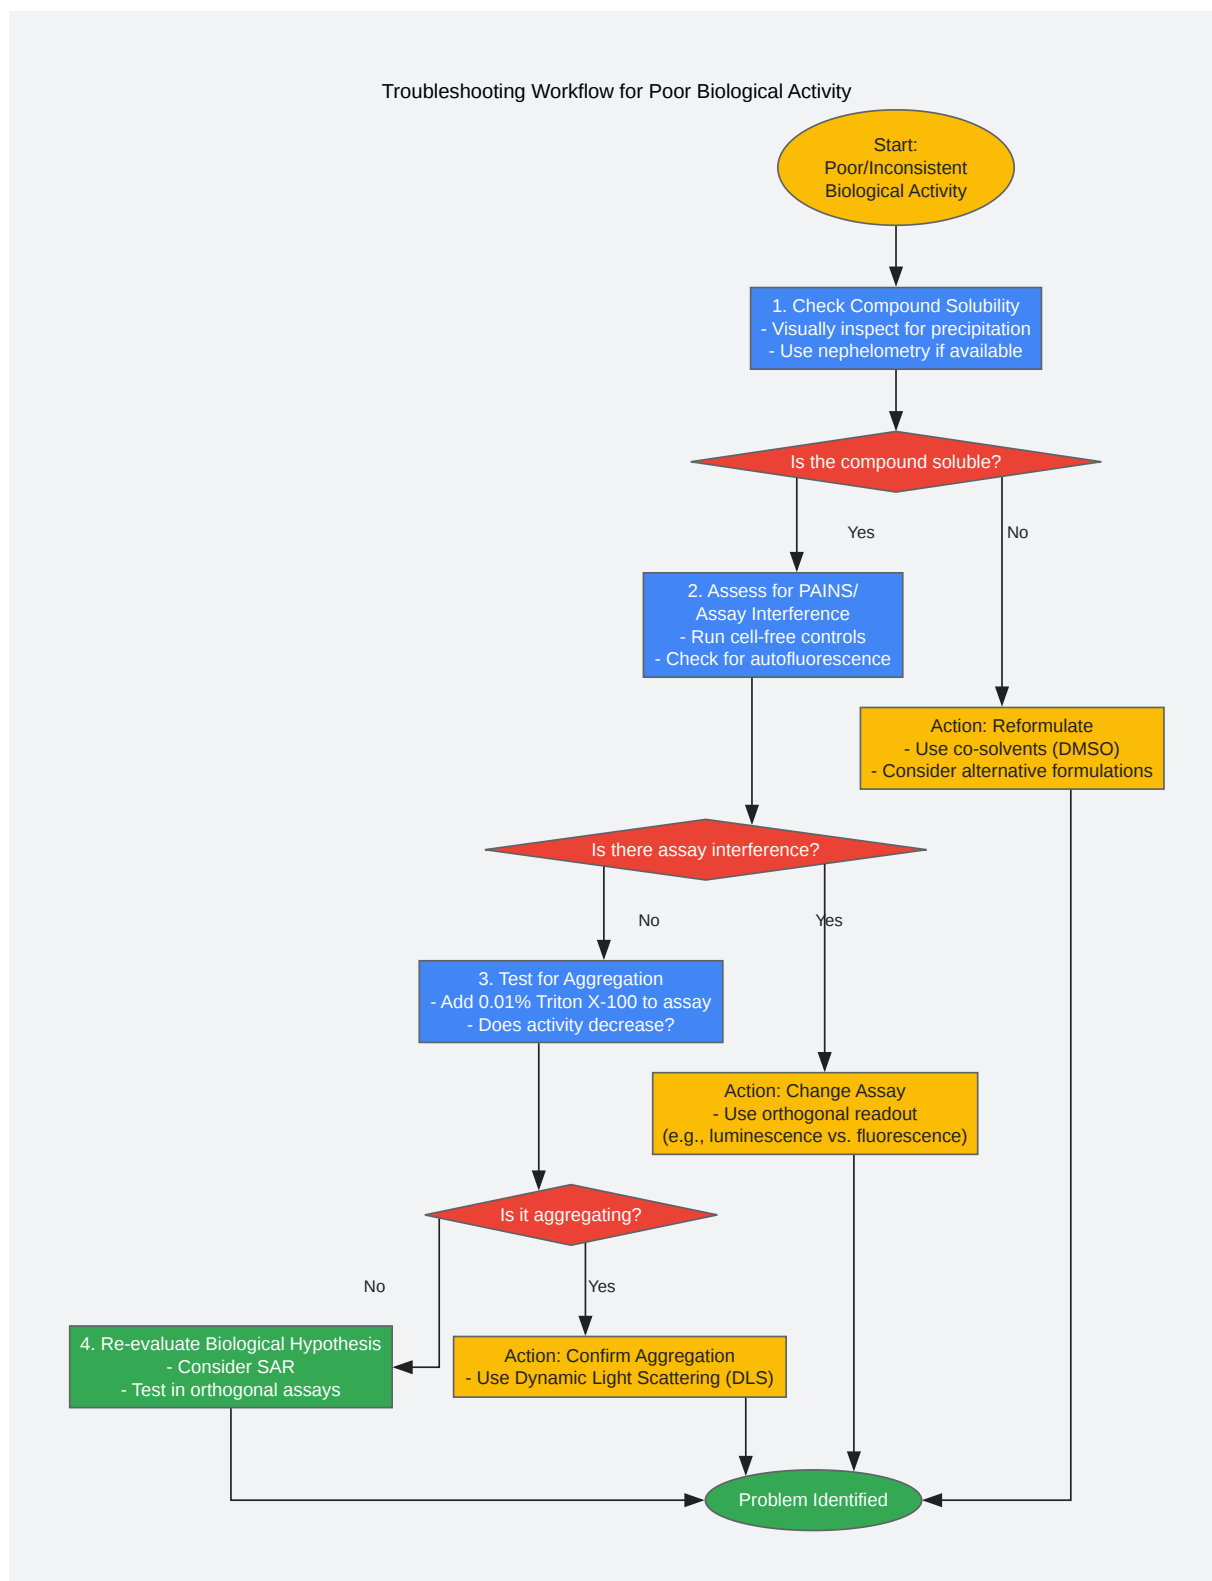 Troubleshooting Workflow for Poor Biological Activity
Start:
Poor/Inconsistent
Biological Activity
1. Check Compound Solubility
- Visually inspect for precipitation
- Use nephelometry if available
Is the compound soluble?
Yes
No
2. Assess for PAINS/
Assay Interference
- Run cell-free controls
- Check for autofluorescence
Action: Reformulate
- Use co-solvents (DMSO)
- Consider alternative formulations
Is there assay interference?
No
Yes
3. Test for Aggregation
- Add 0.01% Triton X-100 to assay
- Does activity decrease?
Action: Change Assay
- Use orthogonal readout
(e.g., luminescence vs. fluorescence)
Is it aggregating?
No
Yes
4. Re-evaluate Biological Hypothesis
- Consider SAR
- Test in orthogonal assays
Action: Confirm Aggregation
- Use Dynamic Light Scattering (DLS)
Problem Identified